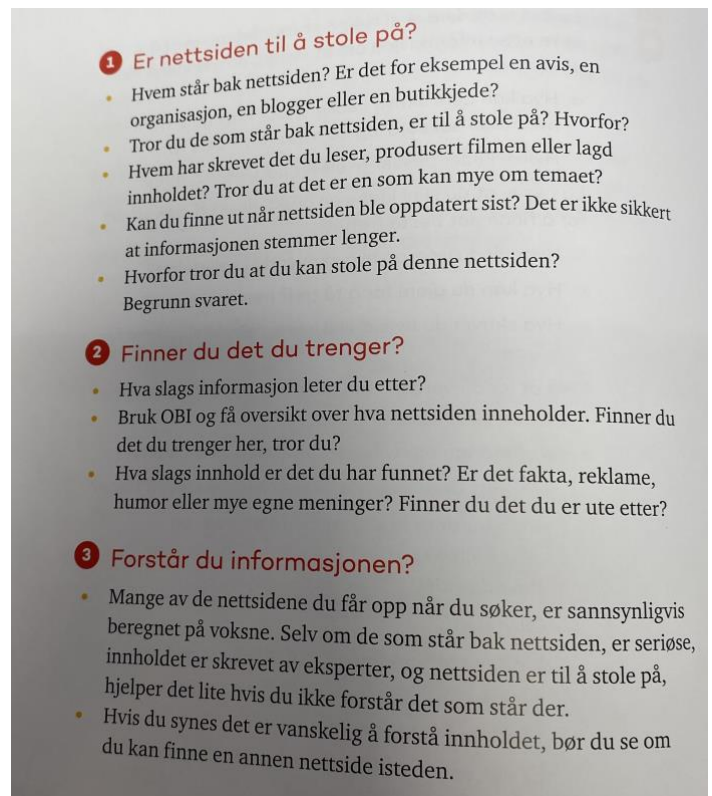 1 Er nettsiden til å stole på?
• Hvem står bak nettsiden? Er det for eksempel en avis, en
organisasjon, en blogger eller en butikkjede?
• Tror du de som står bak nettsiden, er til å stole på? Hvorfor?
• Hvem har skrevet det du leser, produsert filmen eller lagd
innholdet? Tror du at det er en som kan mye om temaet?
• Kan du finne ut når nettsiden ble oppdatert sist? Det er ikke sikkert
at informasjonen stemmer lenger.
• Hvorfor tror du at du kan stole på denne nettsiden?
Begrunn svaret.
2 Finner du det du trenger?
• Hva slags informasjon leter du etter?
• Bruk OBI og få oversikt over hva nettsiden inneholder. Finner du
det du trenger her, tror du?
• Hva slags innhold er det du har funnet? Er det fakta, reklame,
humor eller mye egne meninger? Finner du det du er ute etter?
3 Forstår du informasjonen?
• Mange av de nettsidene du får opp når du søker, er sannsynligvis
beregnet på voksne. Selv om de som står bak nettsiden, er seriøse,
innholdet er skrevet av eksperter, og nettsiden er til å stole på,
hjelper det lite hvis du ikke forstår det som står der.
• Hvis du synes det er vanskelig å forstå innholdet, bør du se om
du kan finne en annen nettside isteden.